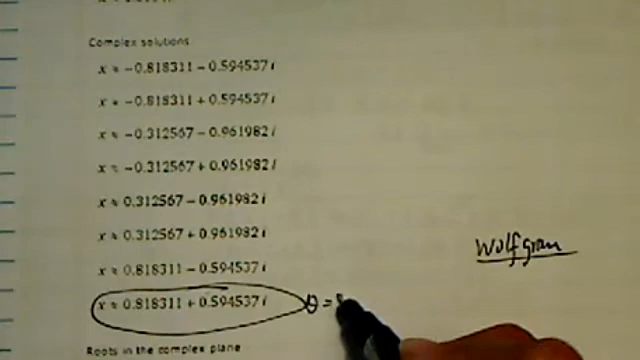 Complex solutions
x ≈ -0.818311 - 0.594537 i
x ≈ -0.818311 + 0.594537 i
x ≈ -0.312567 - 0.961982 i
x ≈ -0.312567 + 0.961982 i
x ≈ 0.312567 - 0.961982 i
x ≈ 0.312567 + 0.961982 i
x ≈ 0.818311 - 0.594537 i
x ≈ 0.818311 + 0.594537 i θ =
Wolfgram
Roots in the complex plane